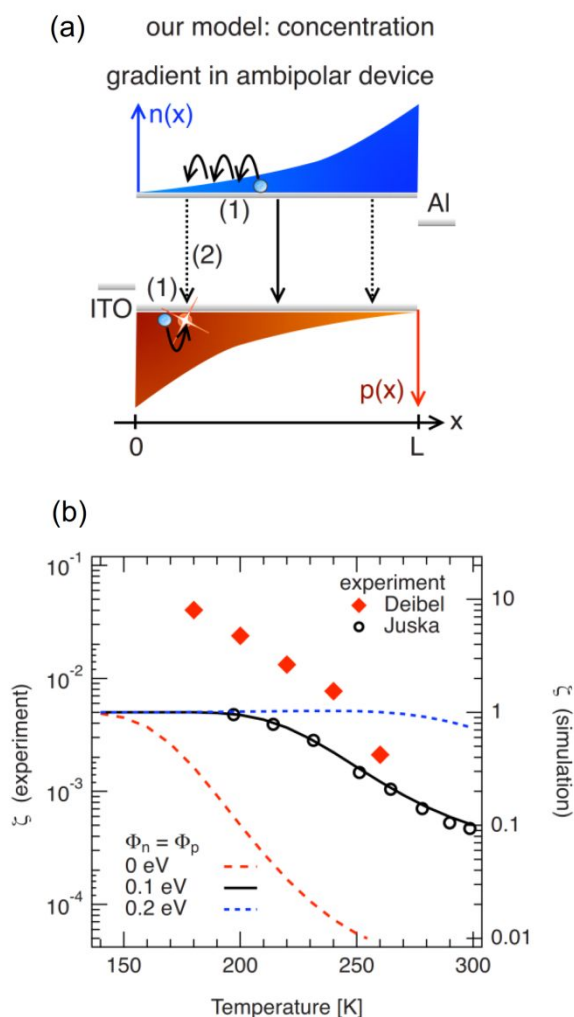 (a)
our model: concentration
gradient in ambipolar device
n(x)
(1)
Al
(2)
(1)
ITO
p(x)
x
0
L
(b)
10⁻¹
10⁻²
10⁻³
10⁻⁴
ζ (experiment)
experiment
Deibel
Juska
10
1
0.1
0.01
ζ (simulation)
Φₙ = Φₚ
0 eV
0.1 eV
0.2 eV
150
200
250
300
Temperature [K]